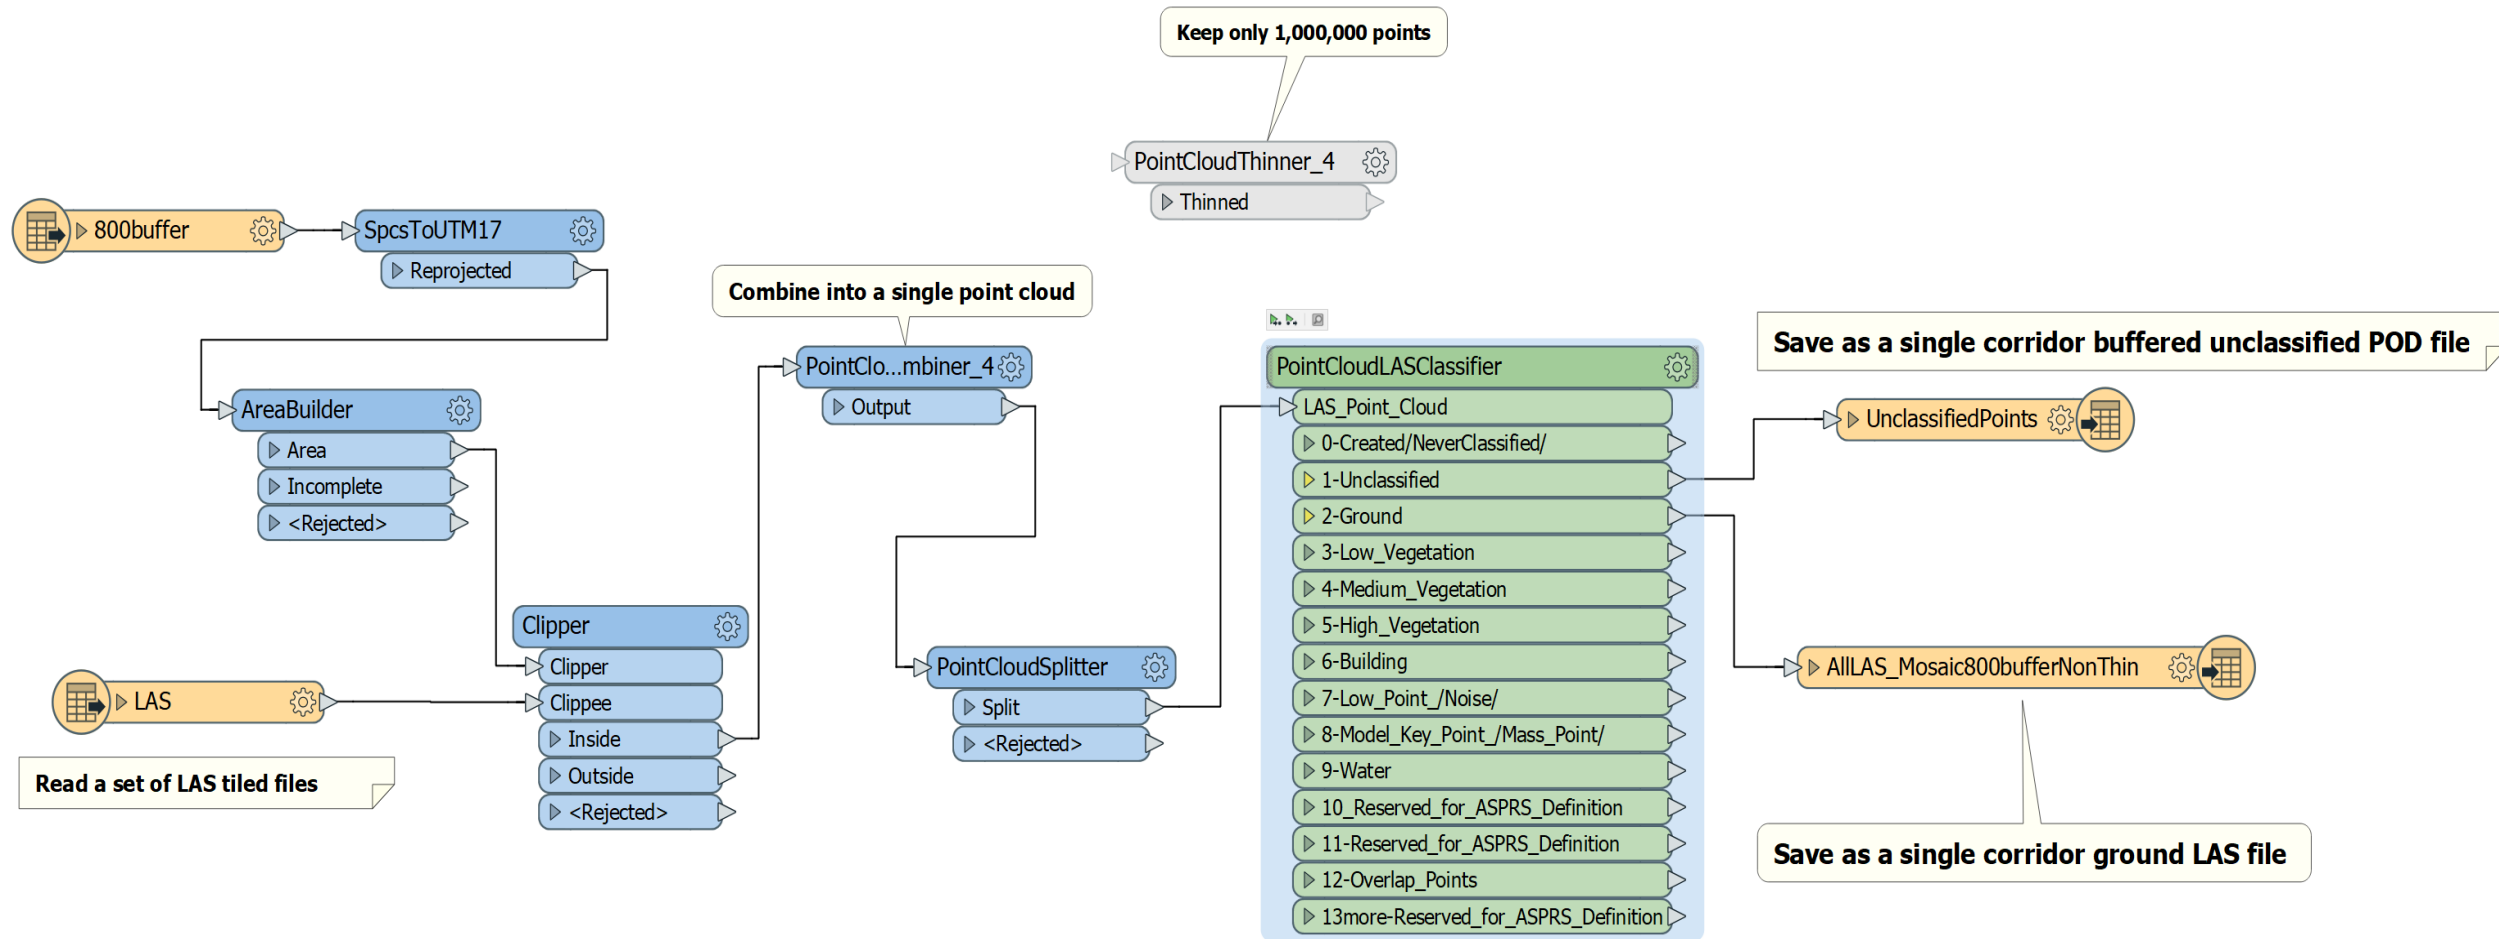 Keep only 1,000,000 points
PointCloudThinner_4
Thinned
800buffer
SpcsToUTM17
Reprojected
Combine into a single point cloud
PointClo...mbiner_4
Output
AreaBuilder
Area
Incomplete
<Rejected>
Clipper
Clipper
Clippee
Inside
Outside
<Rejected>
LAS
Read a set of LAS tiled files
PointCloudSplitter
Split
<Rejected>
PointCloudLASClassifier
LAS_Point_Cloud
0-Created/NeverClassified/
1-Unclassified
2-Ground
3-Low_Vegetation
4-Medium_Vegetation
5-High_Vegetation
6-Building
7-Low_Point_/Noise/
8-Model_Key_Point_/Mass_Point/
9-Water
10_Reserved_for_ASPRS_Definition
11-Reserved_for_ASPRS_Definition
12-Overlap_Points
13more-Reserved_for_ASPRS_Definition
Save as a single corridor buffered unclassified POD file
UnclassifiedPoints
AllLAS_Mosaic800bufferNonThin
Save as a single corridor ground LAS file